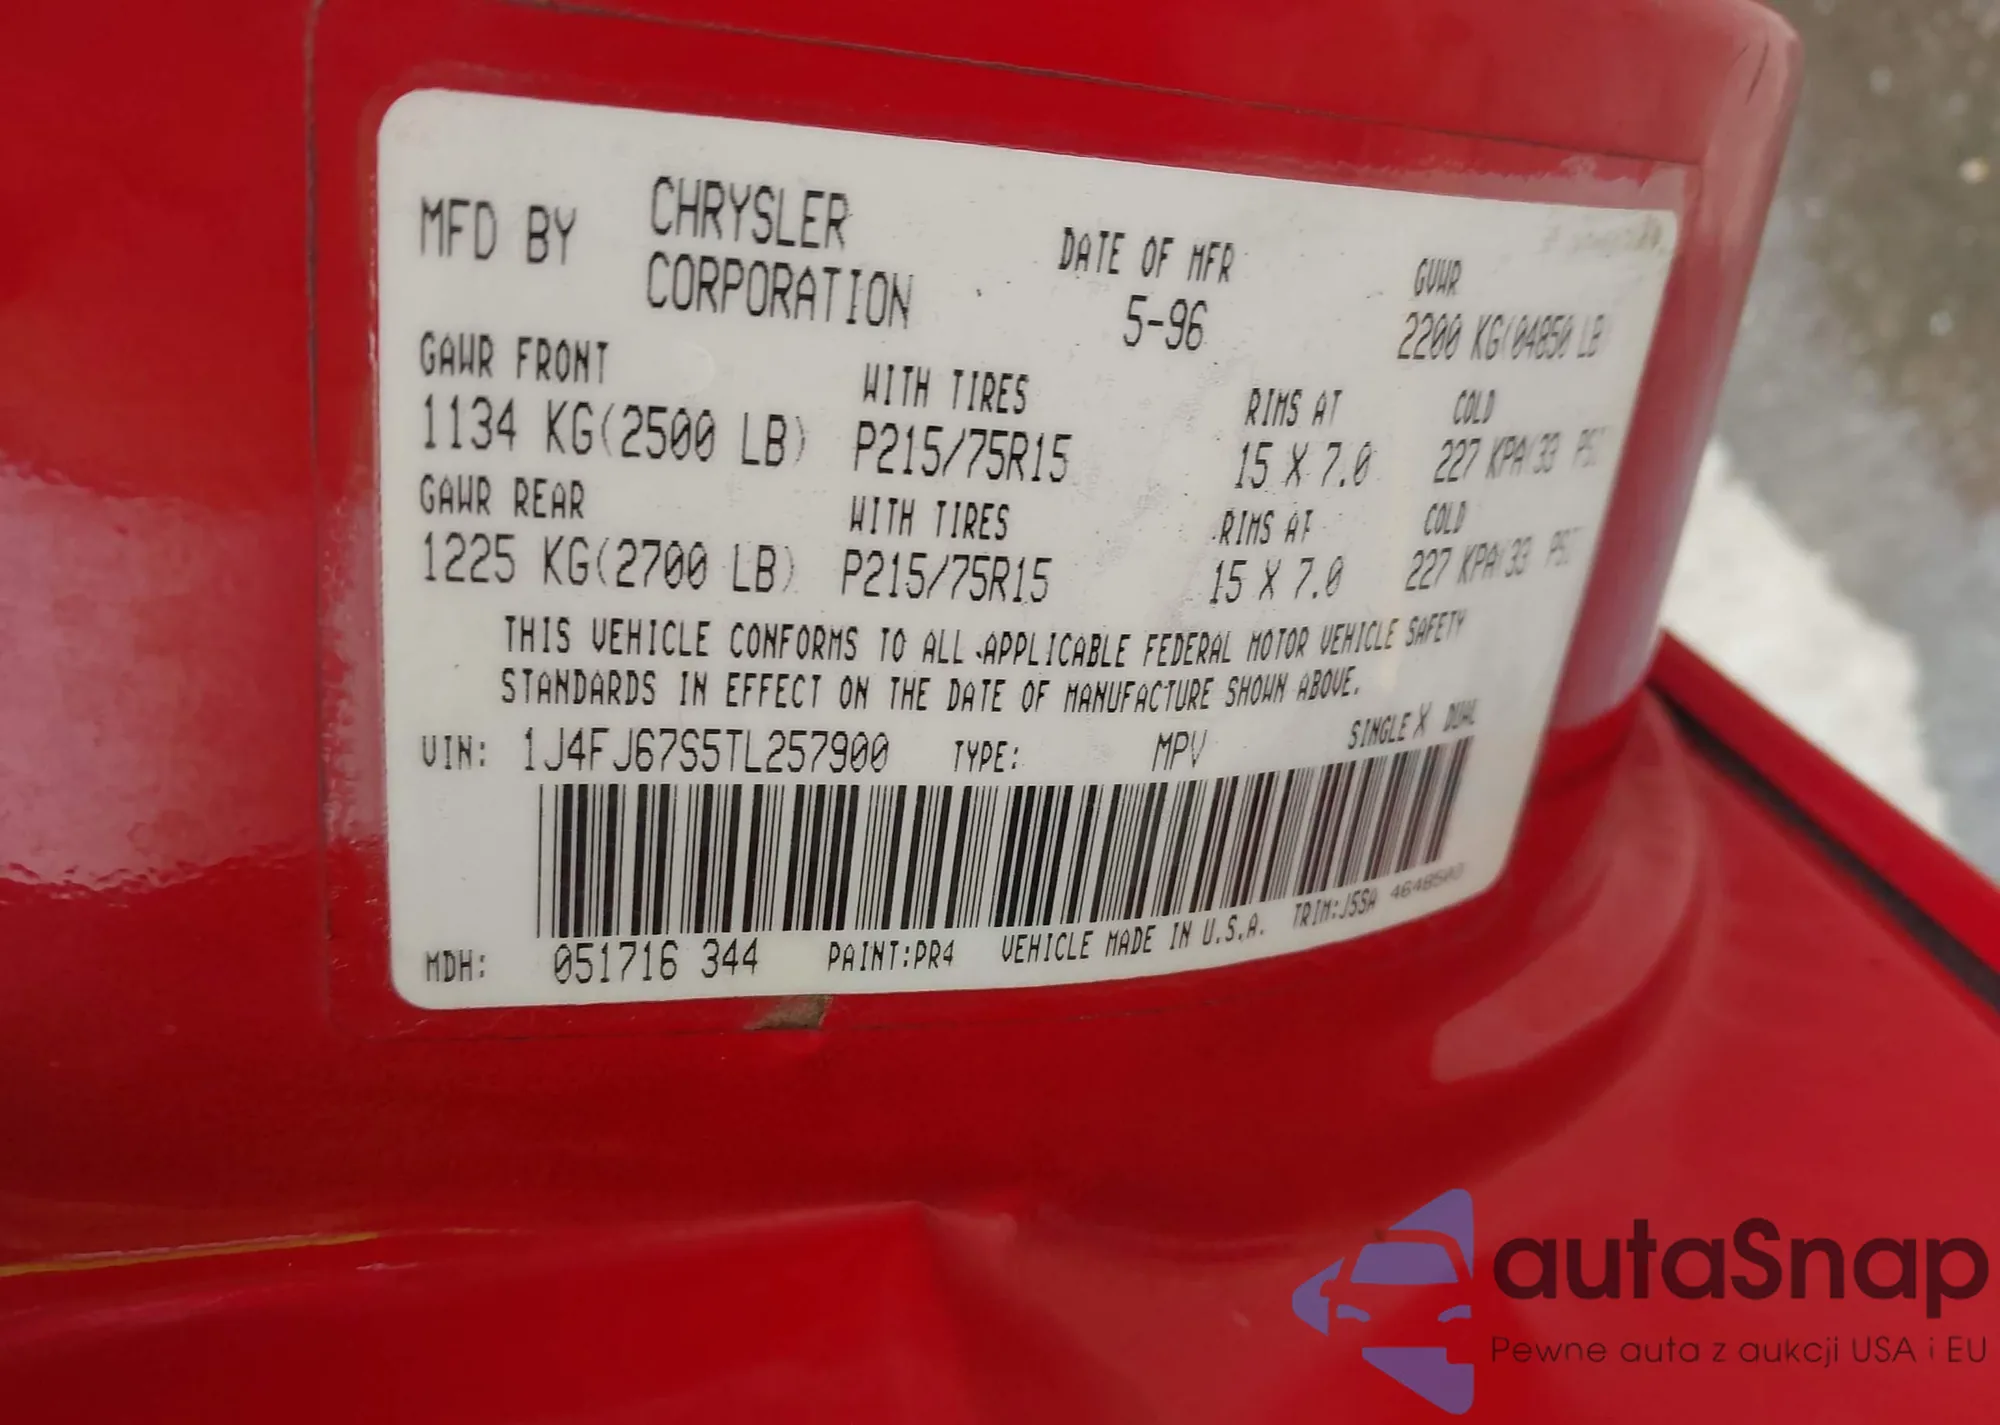 MFD BY CHRYSLER CORPORATION
DATE OF MFR
5-96
GVWR
2200 KG(04850 LB)
GAWR FRONT WITH TIRES RIMS AT COLD
1134 KG(2500 LB) P215/75R15 15 X 7.0 227 KPA(33 PSI
GAWR REAR WITH TIRES RIMS AT COLD
1225 KG(2700 LB) P215/75R15 15 X 7.0 227 KPA(33 PSI
THIS VEHICLE CONFORMS TO ALL APPLICABLE FEDERAL MOTOR VEHICLE SAFETY
STANDARDS IN EFFECT ON THE DATE OF MANUFACTURE SHOWN ABOVE.
VIN: 1J4FJ67S5TL257900 TYPE: MPV SINGLE X DUAL
MDH: 051716 344 PAINT:PR4 VEHICLE MADE IN U.S.A. TRIM:J5SA 4648500
autaSnap
Pewne auta z aukcji USA i EU